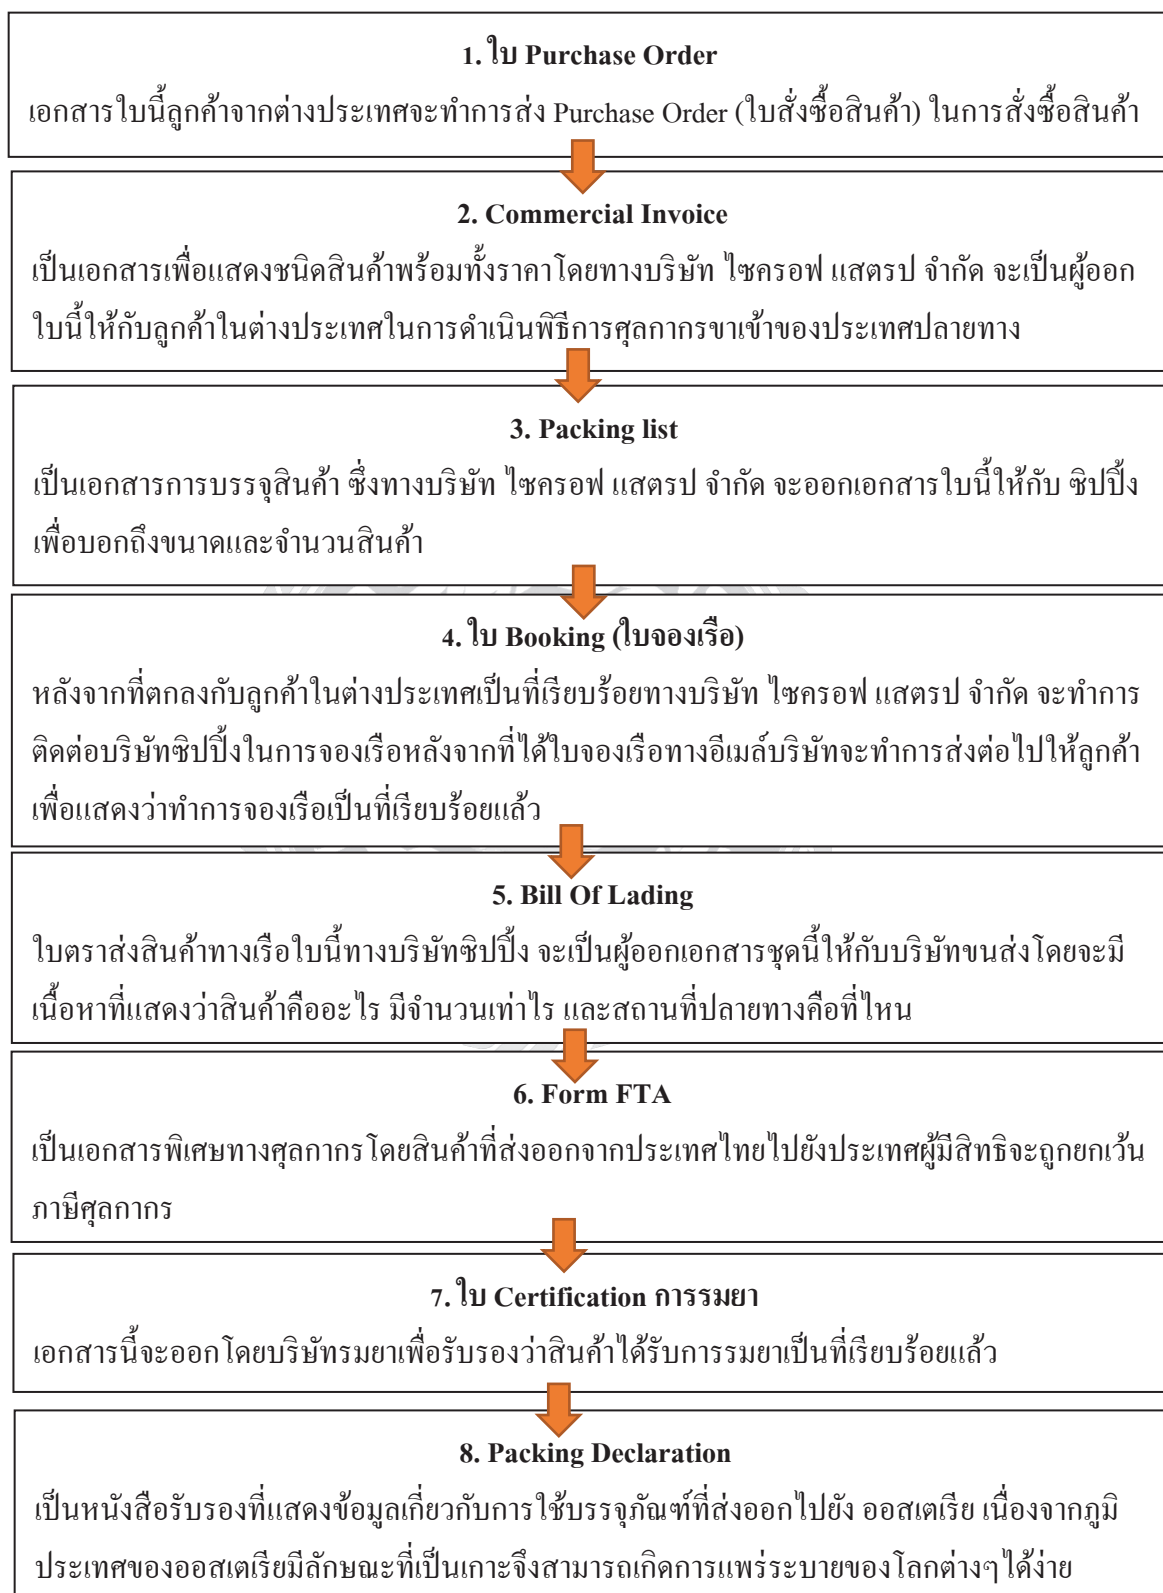 1. ใบ Purchase Order
เอกสารใบนี้ลูกค้าจากต่างประเทศจะทำการส่ง Purchase Order (ใบสั่งซื้อสินค้า) ในการสั่งซื้อสินค้า
2. Commercial Invoice
เป็นเอกสารเพื่อแสดงชนิดสินค้าพร้อมทั้งราคาโดยทางบริษัท ไซครอฟ แสตรป จำกัด จะเป็นผู้ออก
ใบนี้ให้กับลูกค้าในต่างประเทศในการดำเนินพิธีการศุลกากรขาเข้าของประเทศปลายทาง
3. Packing list
เป็นเอกสารการบรรจุสินค้า ซึ่งทางบริษัท ไซครอฟ แสตรป จำกัด จะออกเอกสารใบนี้ให้กับ ซิปปิ้ง
เพื่อบอกถึงขนาดและจำนวนสินค้า
4. ใบ Booking (ใบจองเรือ)
หลังจากที่ตกลงกับลูกค้าในต่างประเทศเป็นที่เรียบร้อยทางบริษัท ไซครอฟ แสตรป จำกัด จะทำการ
ติดต่อบริษัทซิปปิ้งในการจองเรือหลังจากที่ได้ใบจองเรือทางอีเมล์บริษัทจะทำการส่งต่อไปให้ลูกค้า
เพื่อแสดงว่าทำการจองเรือเป็นที่เรียบร้อยแล้ว
5. Bill Of Lading
ใบตราส่งสินค้าทางเรือใบนี้ทางบริษัทซิปปิ้ง จะเป็นผู้ออกเอกสารชุดนี้ให้กับบริษัทขนส่งโดยจะมี
เนื้อหาที่แสดงว่าสินค้าคืออะไร มีจำนวนเท่าไร และสถานที่ปลายทางคือที่ไหน
6. Form FTA
เป็นเอกสารพิเศษทางศุลกากรโดยสินค้าที่ส่งออกจากประเทศไทยไปยังประเทศผู้มีสิทธิจะถูกยกเว้น
ภาษีศุลกากร
7. ใบ Certification การรมยา
เอกสารนี้จะออกโดยบริษัทรมยาเพื่อรับรองว่าสินค้าได้รับการรมยาเป็นที่เรียบร้อยแล้ว
8. Packing Declaration
เป็นหนังสือรับรองที่แสดงข้อมูลเกี่ยวกับการใช้บรรจุภัณฑ์ที่ส่งออกไปยัง ออสเตเรีย เนื่องจากภูมิ
ประเทศของออสเตเรียมีลักษณะที่เป็นเกาะจึงสามารถเกิดการแพร่ระบายของโลกต่างๆได้ง่าย